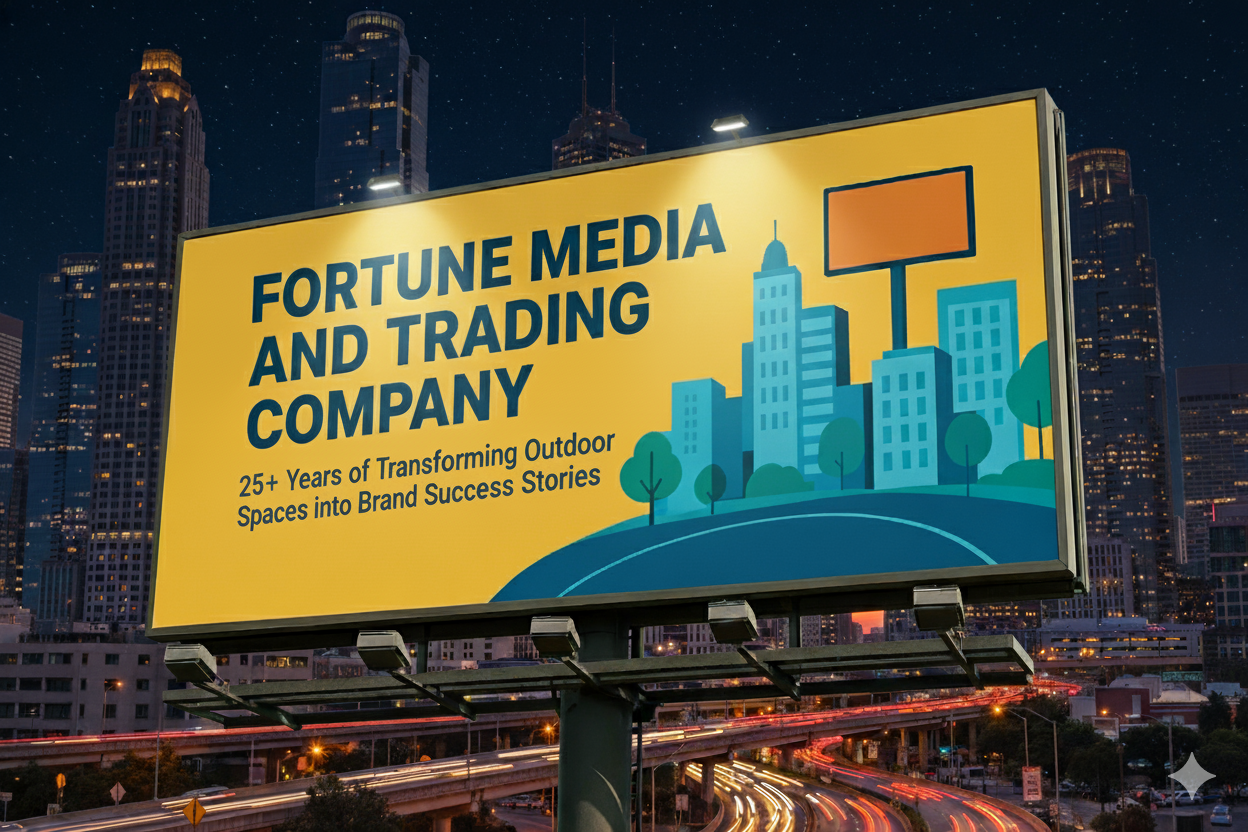 FORTUNE MEDIA
AND TRADING
COMPANY
25+ Years of Transforming Outdoor
Spaces into Brand Success Stories